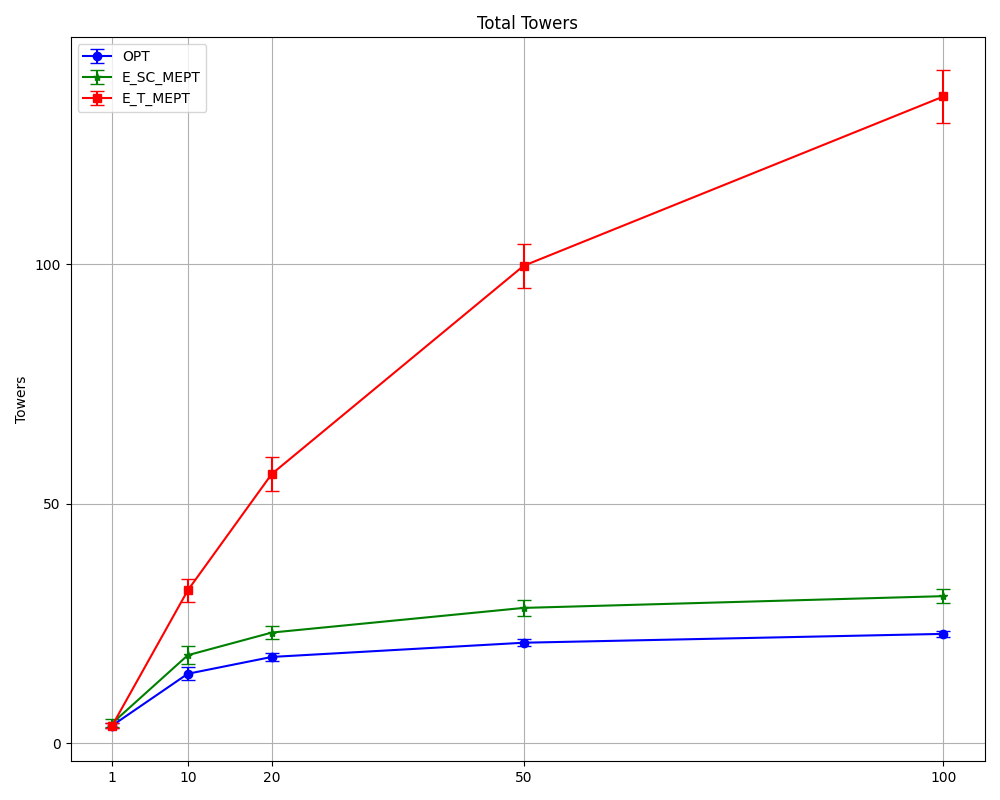 Total Towers
OPT
E_SC_MEPT
E_T_MEPT
Towers
100
50
0
1 10 20 50 100